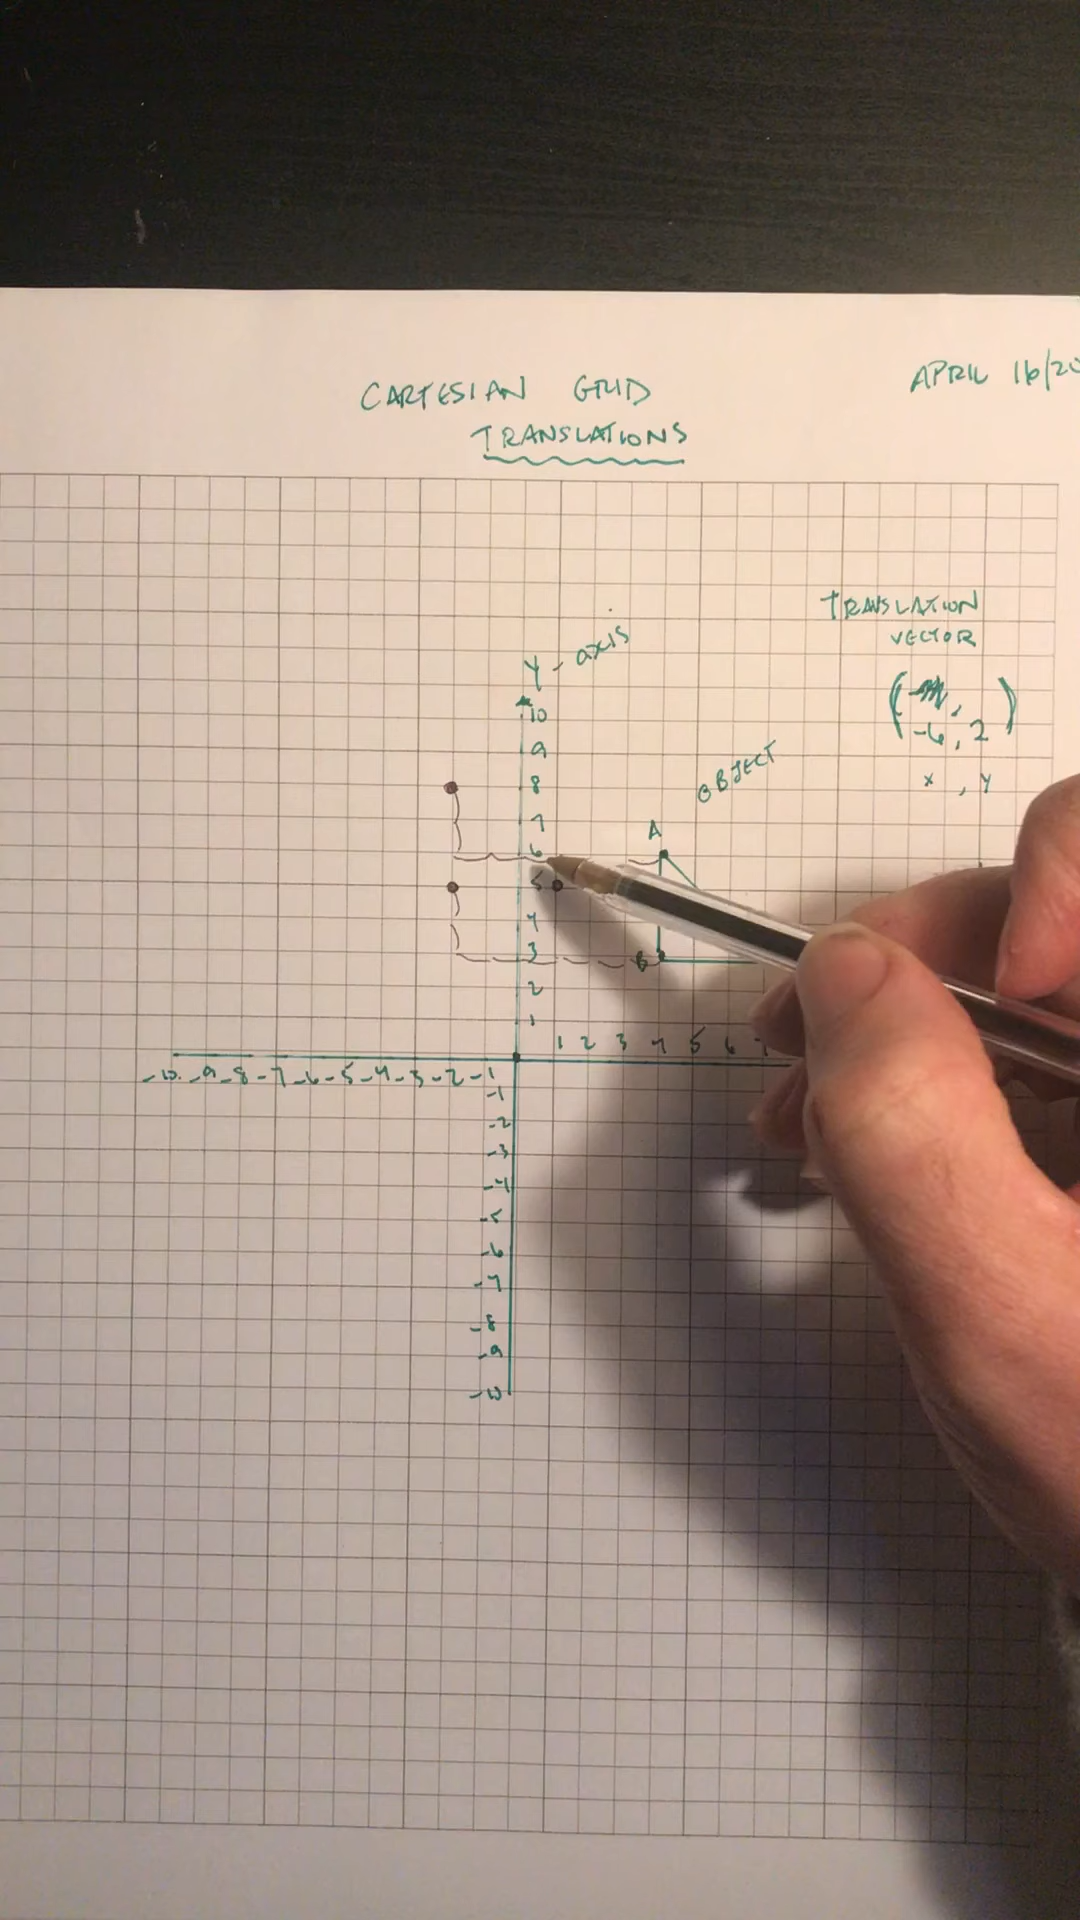 CARTESIAN GRID
TRANSLATIONS
APRIL 16/20
TRANSLATION
VECTOR
-6, 2
x , y
y - axis
10
9
8
7
6
5
4
3
2
1
OBJECT
A
B
1 2 3 4 5 6 7
-10 -9 -8 -7 -6 -5 -4 -3 -2 -1
-1
-2
-3
-4
-5
-6
-7
-8
-9
-10